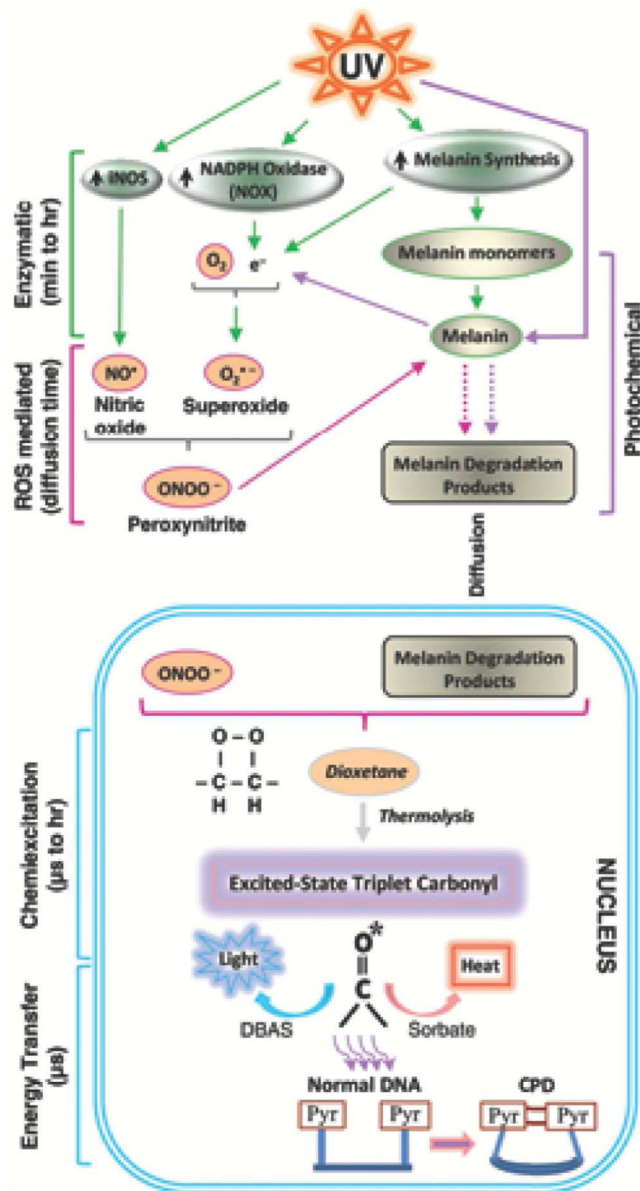 UV
iNOS
NADPH Oxidase
(NOX)
Melanin Synthesis
Enzymatic
(min to hr)
O₂
e⁻
Melanin monomers
Melanin
Photochemical
ROS mediated
(diffusion time)
NO•
Nitric
oxide
O₂•⁻
Superoxide
ONOO⁻
Peroxynitrite
Melanin Degradation
Products
Diffusion
ONOO⁻
Melanin Degradation
Products
Chemiexcitation
(µs to hr)
O – O
– C – C –
H H
Dioxetane
Thermolysis
Excited-State Triplet Carbonyl
NUCLEUS
Energy Transfer
(µs)
Light
O*
C
Heat
DBAS
Sorbate
Normal DNA
CPD
Pyr Pyr
Pyr Pyr